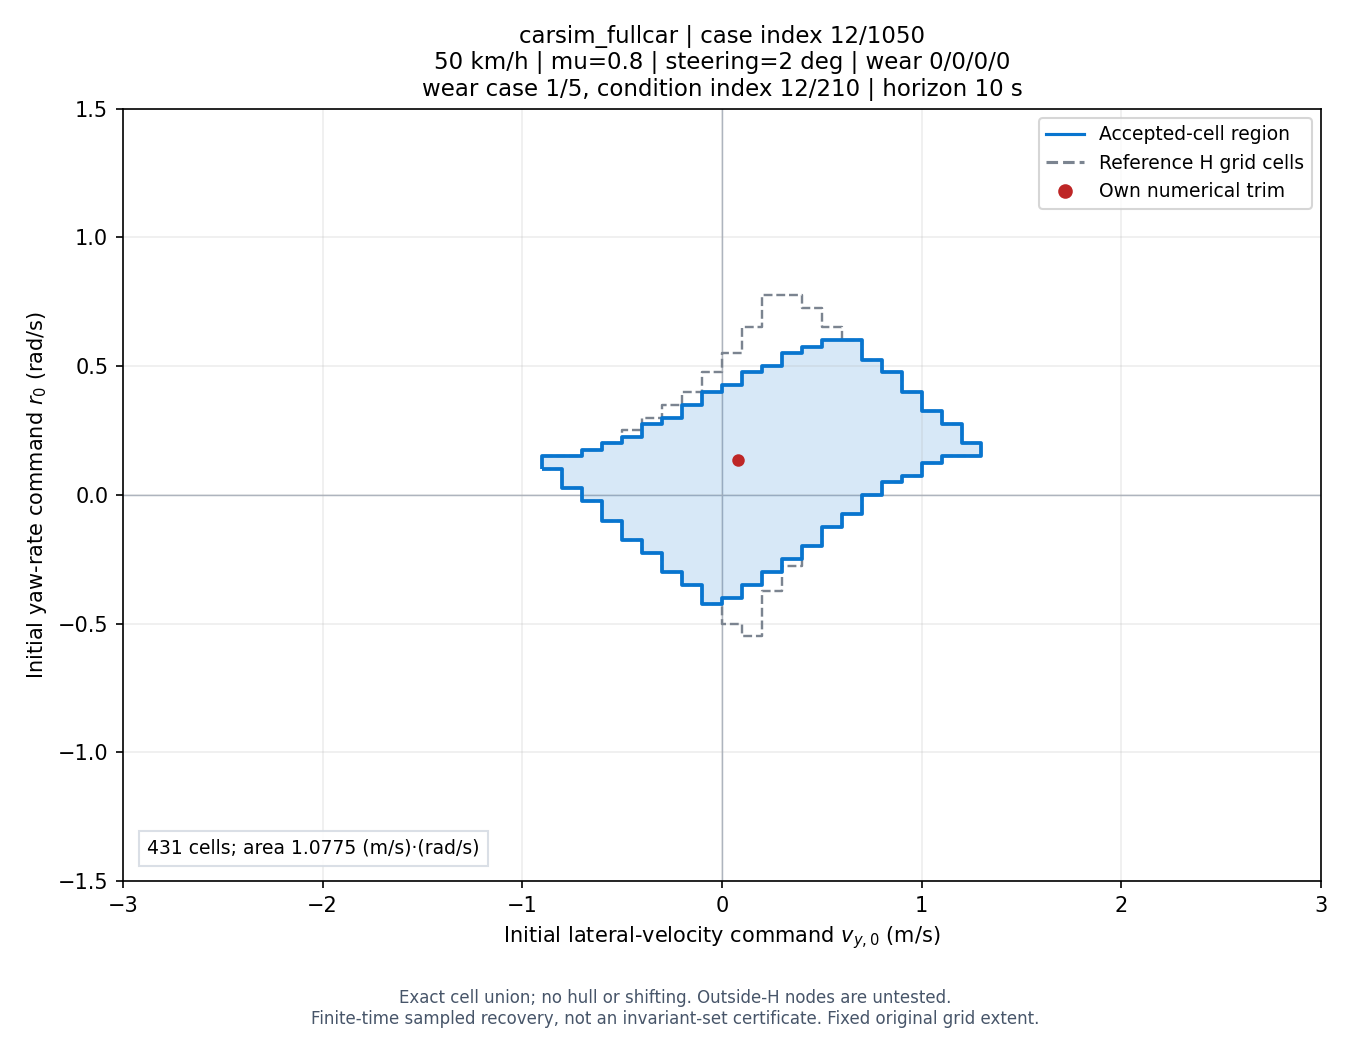 carsim_fullcar | case index 12/1050
50 km/h | mu=0.8 | steering=2 deg | wear 0/0/0/0
wear case 1/5, condition index 12/210 | horizon 10 s
Accepted-cell region
Reference H grid cells
Own numerical trim
1.5
1.0
0.5
0.0
−0.5
−1.0
−1.5
Initial yaw-rate command r0 (rad/s)
431 cells; area 1.0775 (m/s)·(rad/s)
−3
−2
−1
0
1
2
3
Initial lateral-velocity command vy,0 (m/s)
Exact cell union; no hull or shifting. Outside-H nodes are untested.
Finite-time sampled recovery, not an invariant-set certificate. Fixed original grid extent.